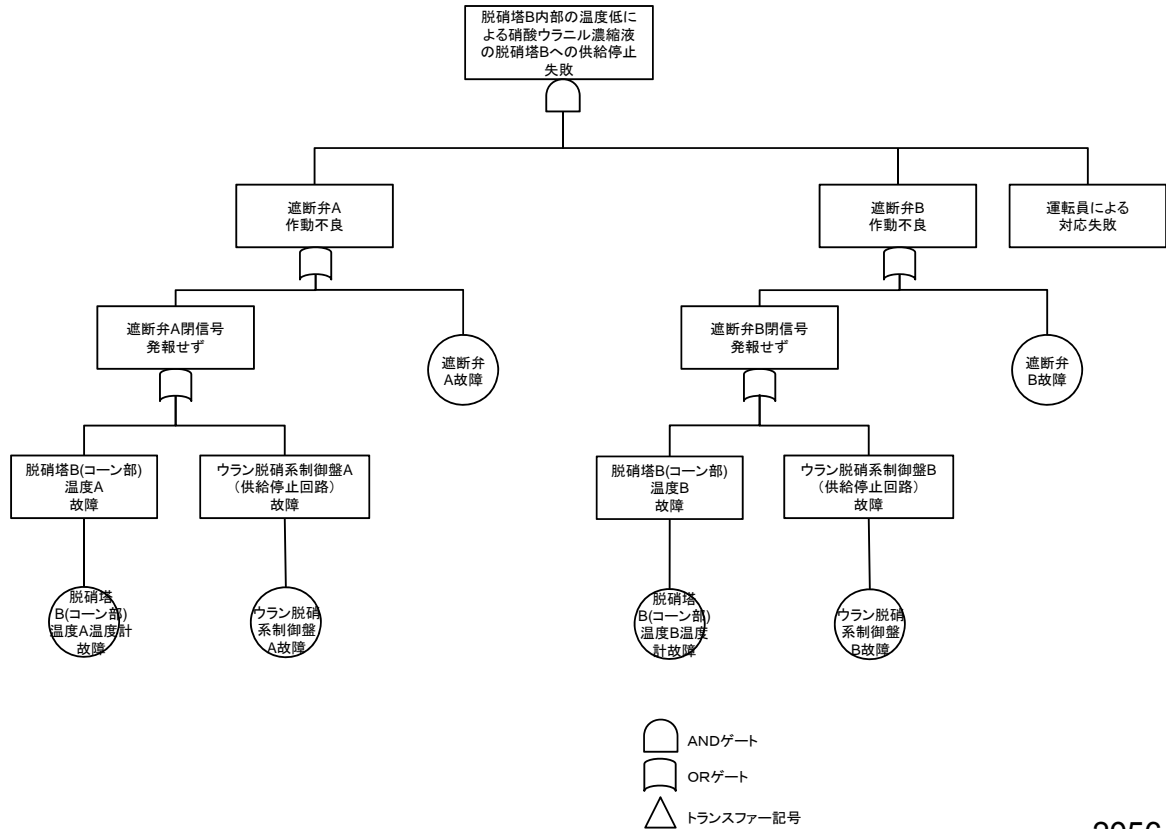 脱硝塔B内部の温度低に
よる硝酸ウラニル濃縮液
の脱硝塔Bへの供給停止
失敗
遮断弁A
作動不良
遮断弁B
作動不良
運転員による
対応失敗
遮断弁A閉信号
発報せず
遮断弁
A故障
遮断弁B閉信号
発報せず
遮断弁
B故障
脱硝塔B(コーン部)
温度A
故障
ウラン脱硝系制御盤A
（供給停止回路）
故障
脱硝塔B(コーン部)
温度B
故障
ウラン脱硝系制御盤B
（供給停止回路）
故障
脱硝塔
B(コーン部)
温度A温度計
故障
ウラン脱硝
系制御盤
A故障
脱硝塔
B(コーン部)
温度B温度
計故障
ウラン脱硝
系制御盤
B故障
ANDゲート
ORゲート
トランスファー記号